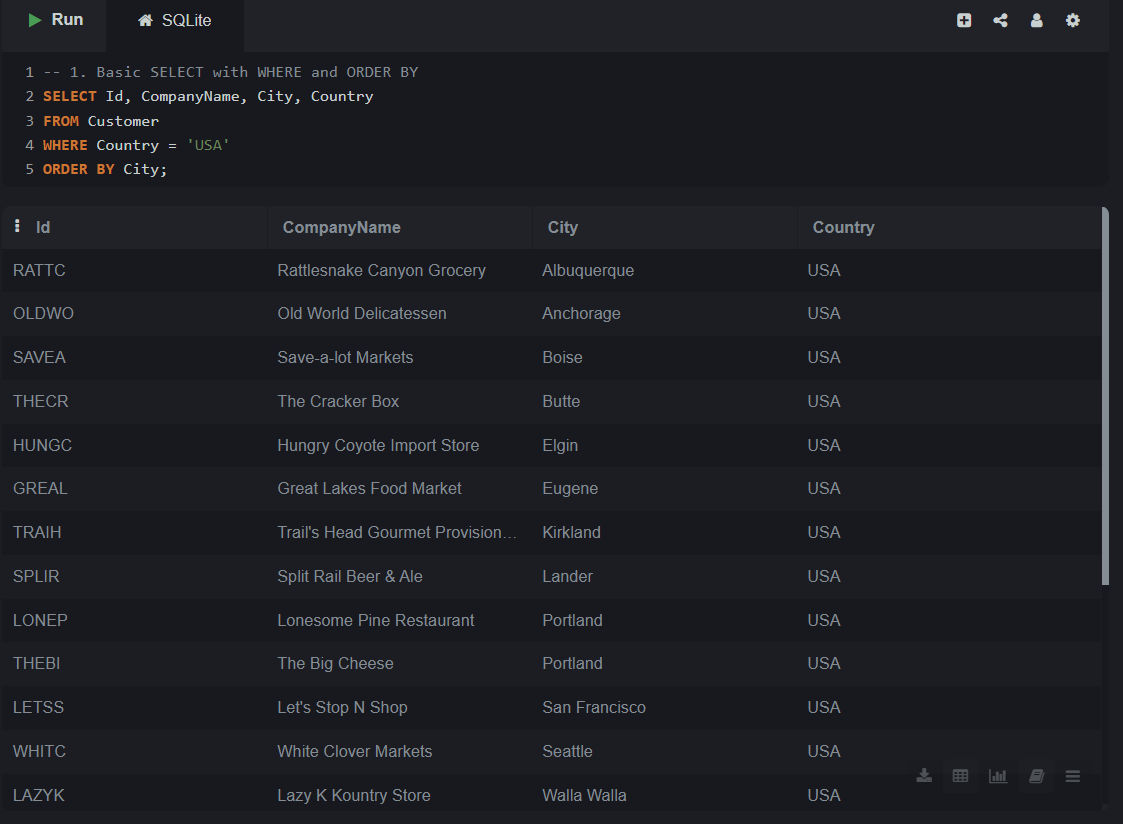 Run SQLite
1 -- 1. Basic SELECT with WHERE and ORDER BY
2 SELECT Id, CompanyName, City, Country
3 FROM Customer
4 WHERE Country = 'USA'
5 ORDER BY City;
Id CompanyName City Country
RATTC Rattlesnake Canyon Grocery Albuquerque USA
OLDWO Old World Delicatessen Anchorage USA
SAVEA Save-a-lot Markets Boise USA
THECR The Cracker Box Butte USA
HUNGC Hungry Coyote Import Store Elgin USA
GREAL Great Lakes Food Market Eugene USA
TRAIH Trail's Head Gourmet Provision… Kirkland USA
SPLIR Split Rail Beer & Ale Lander USA
LONEP Lonesome Pine Restaurant Portland USA
THEBI The Big Cheese Portland USA
LETSS Let's Stop N Shop San Francisco USA
WHITC White Clover Markets Seattle USA
LAZYK Lazy K Kountry Store Walla Walla USA